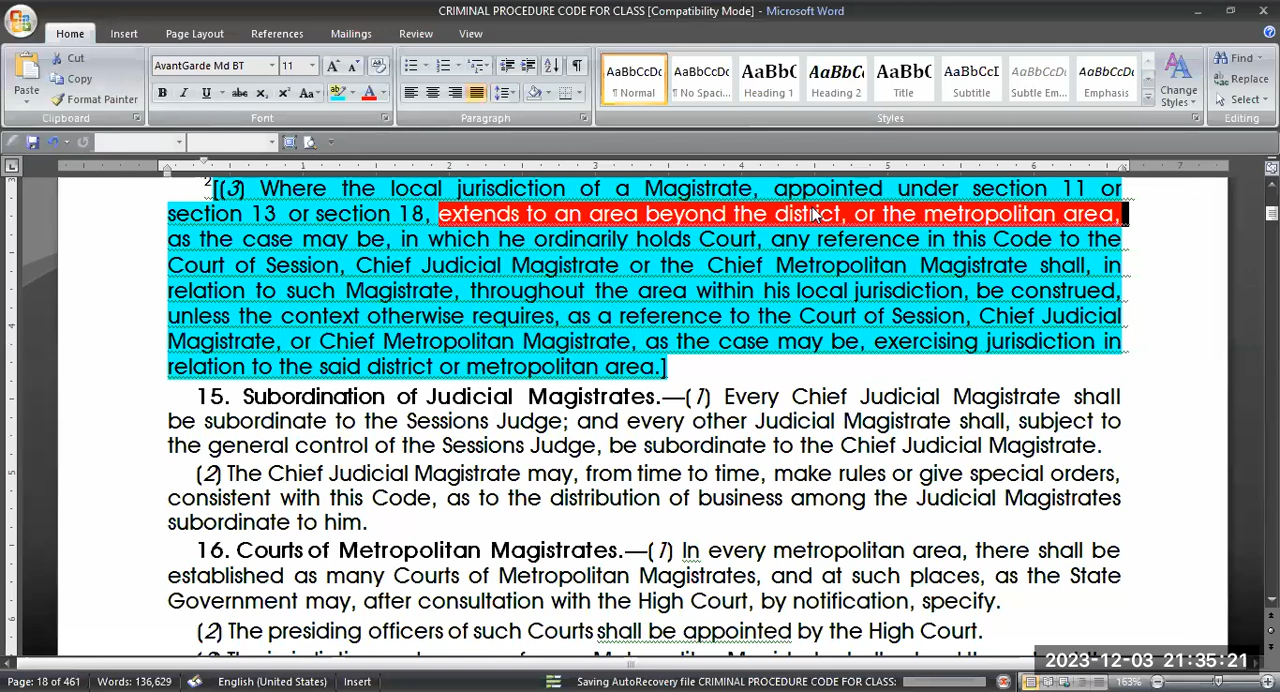 CRIMINAL PROCEDURE CODE FOR CLASS [Compatibility Mode] - Microsoft Word
Home Insert Page Layout References Mailings Review View
Paste Cut Copy Format Painter Clipboard
AvantGarde Md BT 11 Font
Paragraph
AaBbCcDc AaBbCcDc AaBbC AaBbCc AaBbC AaBbCcI AaBbCcDc AaBbCcDc
¶ Normal ¶ No Spaci... Heading 1 Heading 2 Title Subtitle Subtle Em... Emphasis
Change Styles Styles
Find Replace Select Editing
1 2 3 4 5 6 7
2[(3) Where the local jurisdiction of a Magistrate, appointed under section 11 or
section 13 or section 18, extends to an area beyond the district, or the metropolitan area,
as the case may be, in which he ordinarily holds Court, any reference in this Code to the
Court of Session, Chief Judicial Magistrate or the Chief Metropolitan Magistrate shall, in
relation to such Magistrate, throughout the area within his local jurisdiction, be construed,
unless the context otherwise requires, as a reference to the Court of Session, Chief Judicial
Magistrate, or Chief Metropolitan Magistrate, as the case may be, exercising jurisdiction in
relation to the said district or metropolitan area.]
15. Subordination of Judicial Magistrates.—(1) Every Chief Judicial Magistrate shall
be subordinate to the Sessions Judge; and every other Judicial Magistrate shall, subject to
the general control of the Sessions Judge, be subordinate to the Chief Judicial Magistrate.
(2) The Chief Judicial Magistrate may, from time to time, make rules or give special orders,
consistent with this Code, as to the distribution of business among the Judicial Magistrates
subordinate to him.
16. Courts of Metropolitan Magistrates.—(1) In every metropolitan area, there shall be
established as many Courts of Metropolitan Magistrates, and at such places, as the State
Government may, after consultation with the High Court, by notification, specify.
(2) The presiding officers of such Courts shall be appointed by the High Court.
2023-12-03 21:35:21
Page: 18 of 461 Words: 136,629 English (United States) Insert Saving AutoRecovery file CRIMINAL PROCEDURE CODE FOR CLASS: 163%